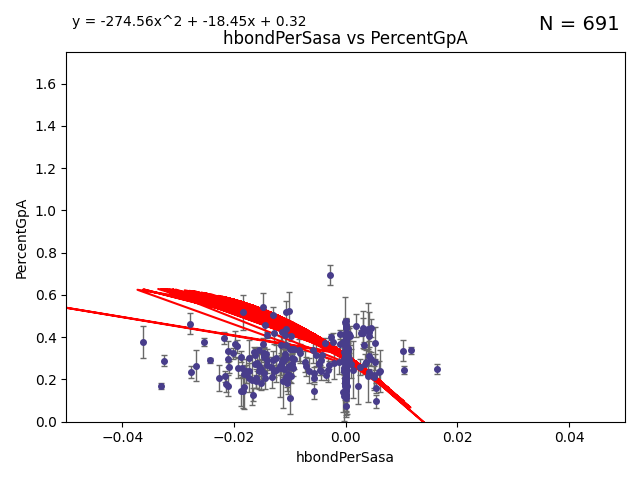 y = -274.56x^2 + -18.45x + 0.32
N = 691
hbondPerSasa vs PercentGpA
PercentGpA
1.6
1.4
1.2
1.0
0.8
0.6
0.4
0.2
0.0
−0.04 −0.02 0.00 0.02 0.04
hbondPerSasa